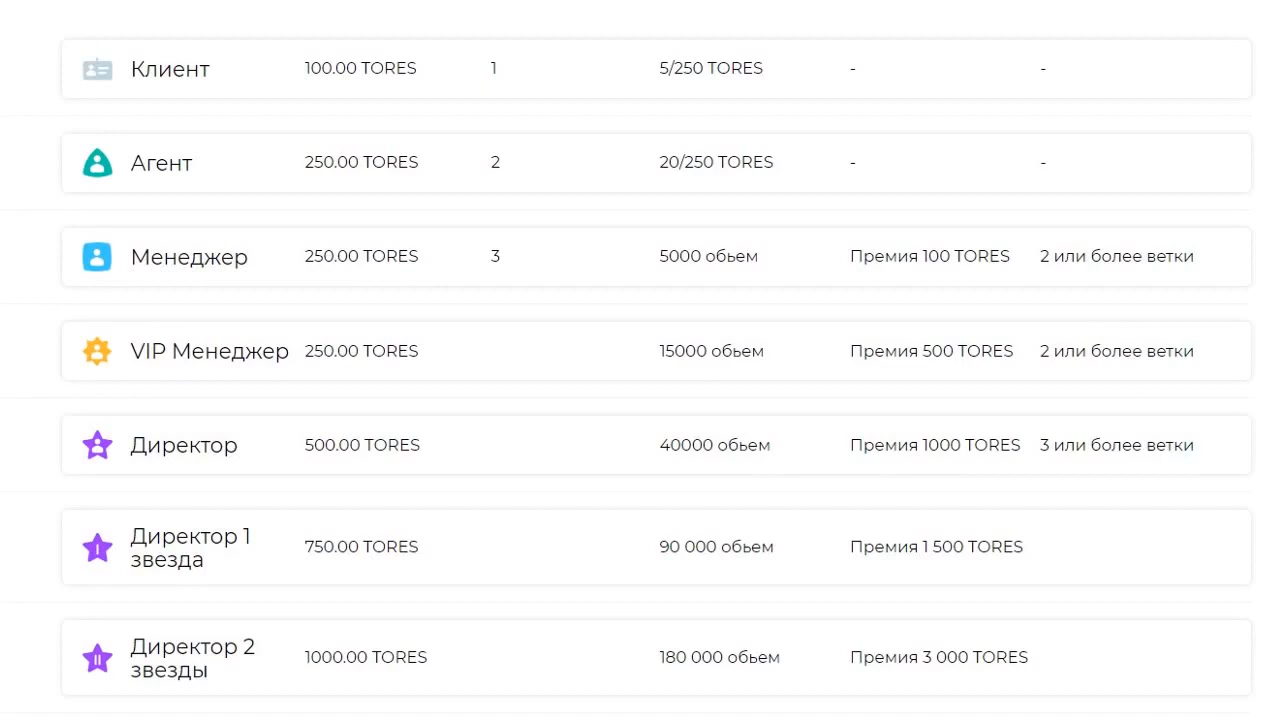 Клиент 100.00 TORES 1 5/250 TORES - -
Агент 250.00 TORES 2 20/250 TORES - -
Менеджер 250.00 TORES 3 5000 обьем Премия 100 TORES 2 или более ветки
VIP Менеджер 250.00 TORES 15000 обьем Премия 500 TORES 2 или более ветки
Директор 500.00 TORES 40000 обьем Премия 1000 TORES 3 или более ветки
Директор 1
звезда 750.00 TORES 90 000 обьем Премия 1 500 TORES
Директор 2
звезды 1000.00 TORES 180 000 обьем Премия 3 000 TORES